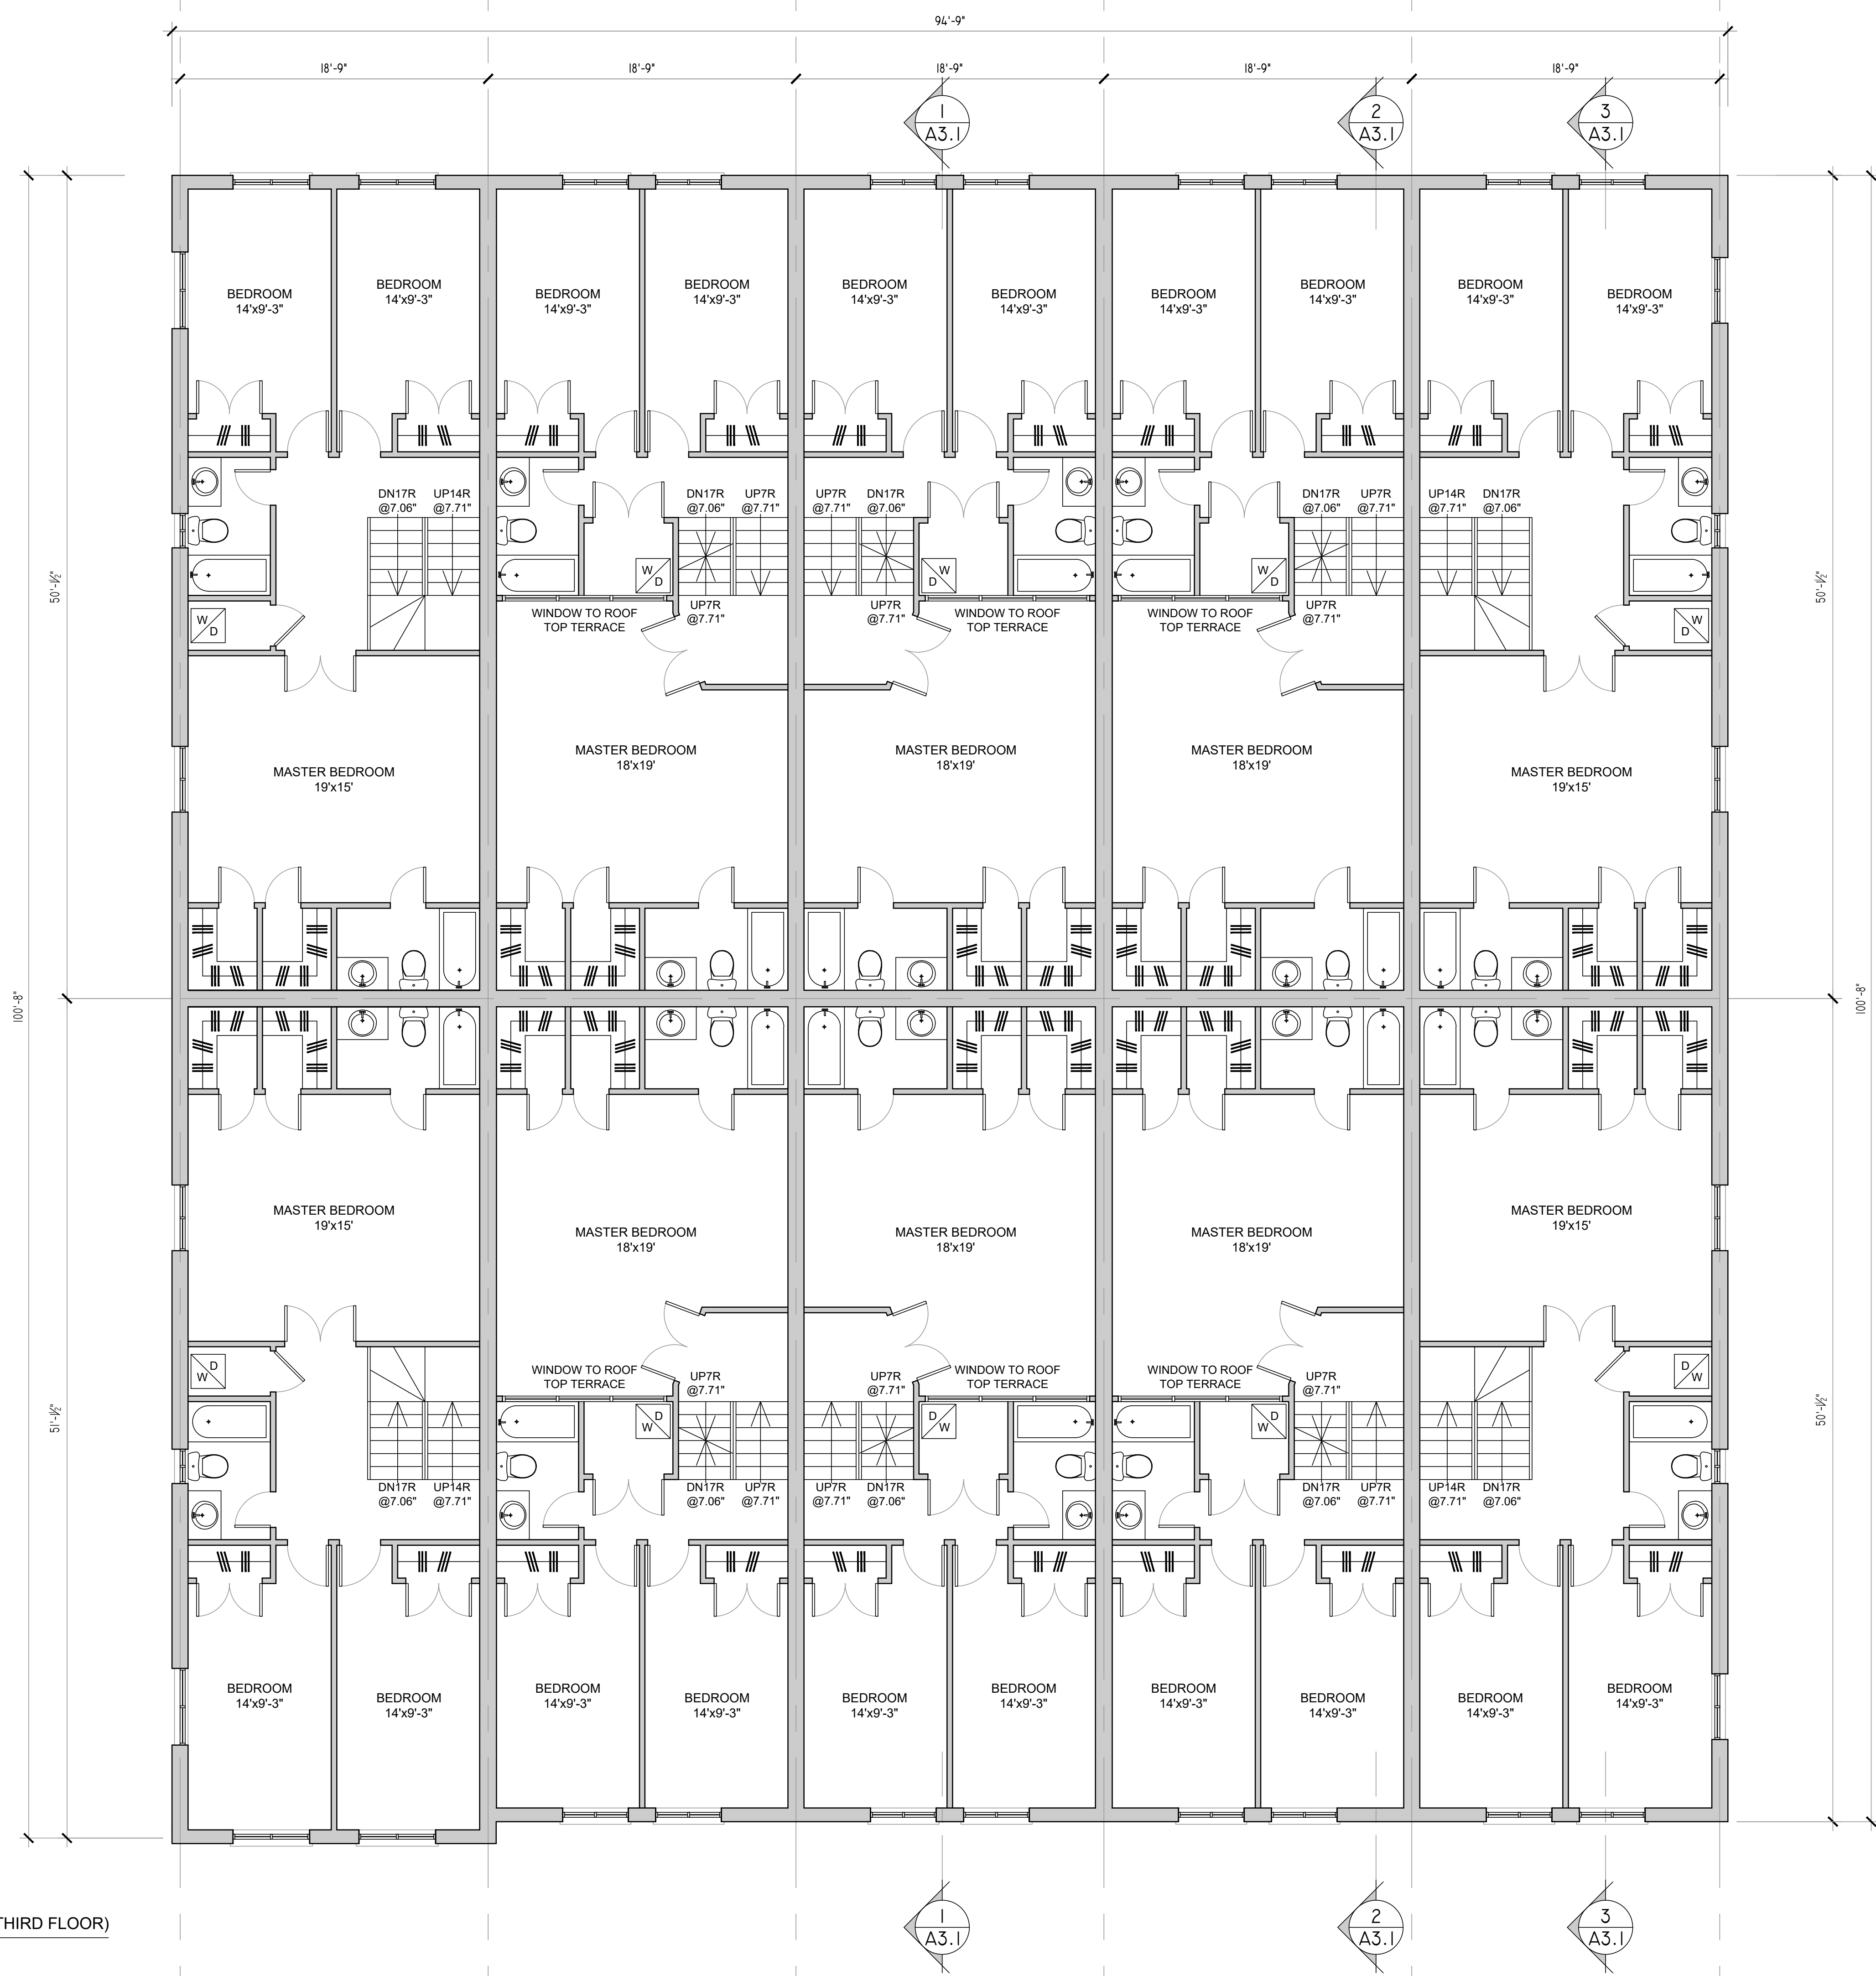 94'-9"
18'-9"
18'-9"
18'-9"
18'-9"
18'-9"
1
A3.1
2
A3.1
3
A3.1
BEDROOM
14'x9'-3"
BEDROOM
14'x9'-3"
BEDROOM
14'x9'-3"
BEDROOM
14'x9'-3"
BEDROOM
14'x9'-3"
BEDROOM
14'x9'-3"
BEDROOM
14'x9'-3"
BEDROOM
14'x9'-3"
BEDROOM
14'x9'-3"
BEDROOM
14'x9'-3"
DN17R
@7.06"
UP14R
@7.71"
DN17R
@7.06"
UP7R
@7.71"
UP7R
@7.71"
DN17R
@7.06"
DN17R
@7.06"
UP7R
@7.71"
UP14R
@7.71"
DN17R
@7.06"
50'-1½"
50'-1½"
W
D
W
D
W
D
W
D
W
D
WINDOW TO ROOF
TOP TERRACE
UP7R
@7.71"
UP7R
@7.71"
WINDOW TO ROOF
TOP TERRACE
WINDOW TO ROOF
TOP TERRACE
UP7R
@7.71"
MASTER BEDROOM
19'x15'
MASTER BEDROOM
18'x19'
MASTER BEDROOM
18'x19'
MASTER BEDROOM
18'x19'
MASTER BEDROOM
19'x15'
100'-8"
100'-8"
MASTER BEDROOM
19'x15'
MASTER BEDROOM
18'x19'
MASTER BEDROOM
18'x19'
MASTER BEDROOM
18'x19'
MASTER BEDROOM
19'x15'
WINDOW TO ROOF
TOP TERRACE
UP7R
@7.71"
UP7R
@7.71"
WINDOW TO ROOF
TOP TERRACE
WINDOW TO ROOF
TOP TERRACE
UP7R
@7.71"
D
W
D
W
D
W
D
W
D
W
51'-1½"
50'-1½"
DN17R
@7.06"
UP14R
@7.71"
DN17R
@7.06"
UP7R
@7.71"
UP7R
@7.71"
DN17R
@7.06"
DN17R
@7.06"
UP7R
@7.71"
UP14R
@7.71"
DN17R
@7.06"
BEDROOM
14'x9'-3"
BEDROOM
14'x9'-3"
BEDROOM
14'x9'-3"
BEDROOM
14'x9'-3"
BEDROOM
14'x9'-3"
BEDROOM
14'x9'-3"
BEDROOM
14'x9'-3"
BEDROOM
14'x9'-3"
BEDROOM
14'x9'-3"
BEDROOM
14'x9'-3"
1
A3.1
2
A3.1
3
A3.1
THIRD FLOOR)